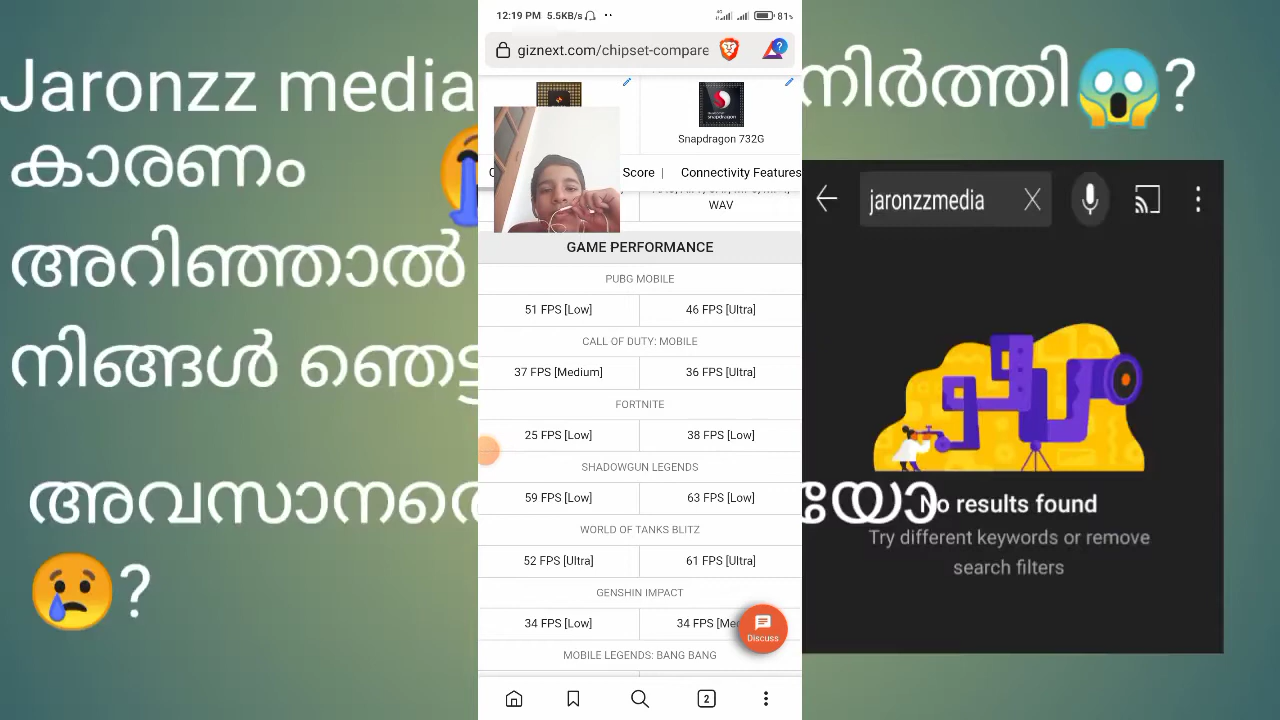 Jaronzz media
നിർത്തി😱?
കാരണം
അറിഞ്ഞാൽ
നിങ്ങൾ
അവസാനത്തെ
😢?
12:19 PM 5.5KB/s
81%
giznext.com/chipset-compare
Snapdragon 732G
Score | Connectivity Features
WAV
GAME PERFORMANCE
PUBG MOBILE
51 FPS [Low] 46 FPS [Ultra]
CALL OF DUTY: MOBILE
37 FPS [Medium] 36 FPS [Ultra]
FORTNITE
25 FPS [Low] 38 FPS [Low]
SHADOWGUN LEGENDS
59 FPS [Low] 63 FPS [Low]
WORLD OF TANKS BLITZ
52 FPS [Ultra] 61 FPS [Ultra]
GENSHIN IMPACT
34 FPS [Low] 34 FPS
Discuss
MOBILE LEGENDS: BANG BANG
2
jaronzzmedia
യോ
No results found
Try different keywords or remove
search filters